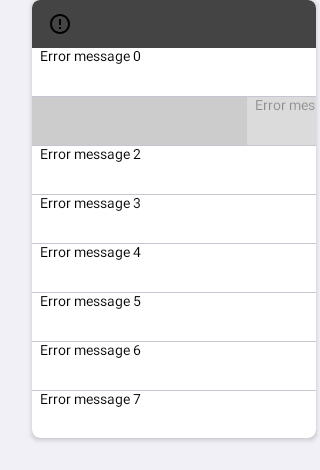 Error message 0
Error mes
Error message 2
Error message 3
Error message 4
Error message 5
Error message 6
Error message 7